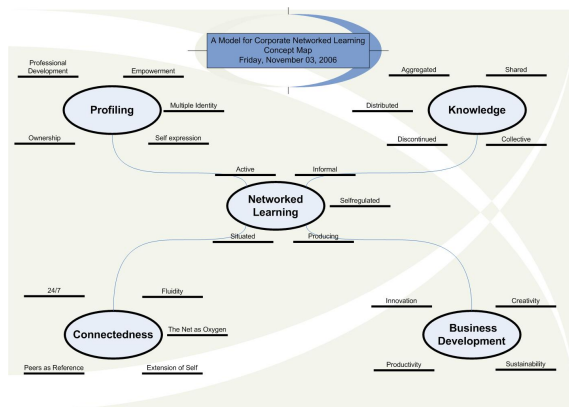 A Model for Corporate Networked Learning
Concept Map
Friday, November 03, 2006
Professional
Development
Empowerment
Profiling
Multiple Identity
Ownership
Self expression
Aggregated
Shared
Distributed
Knowledge
Discontinued
Collective
Active
Informal
Networked
Learning
Selfregulated
Situated
Producing
24/7
Fluidity
Connectedness
The Net as Oxygen
Peers as Reference
Extension of Self
Innovation
Creativity
Business
Development
Productivity
Sustainability